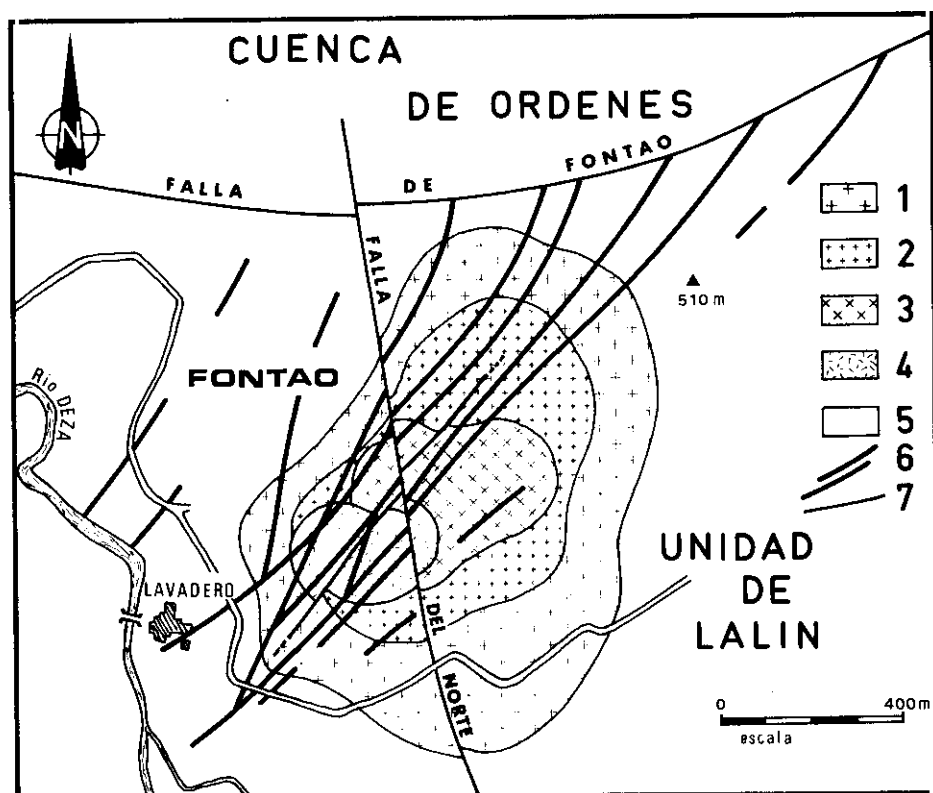 CUENCA
DE ORDENES
N
FALLA DE FONTAO
FALLA DEL NORTE
1
2
510 m
3
FONTAO
4
Río DEZA
5
6
7
UNIDAD
DE
LALIN
LAVADERO
0 400m
escala